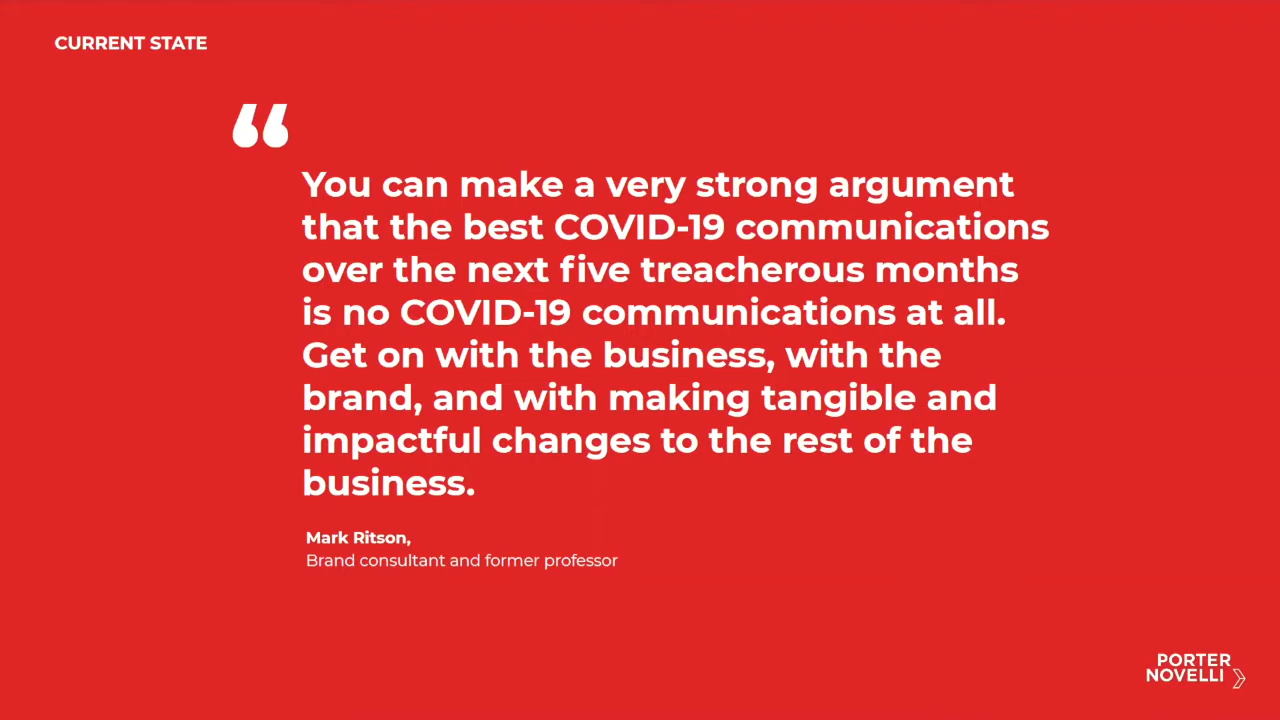 CURRENT STATE
“
You can make a very strong argument
that the best COVID-19 communications
over the next five treacherous months
is no COVID-19 communications at all.
Get on with the business, with the
brand, and with making tangible and
impactful changes to the rest of the
business.
Mark Ritson,
Brand consultant and former professor
PORTER
NOVELLI